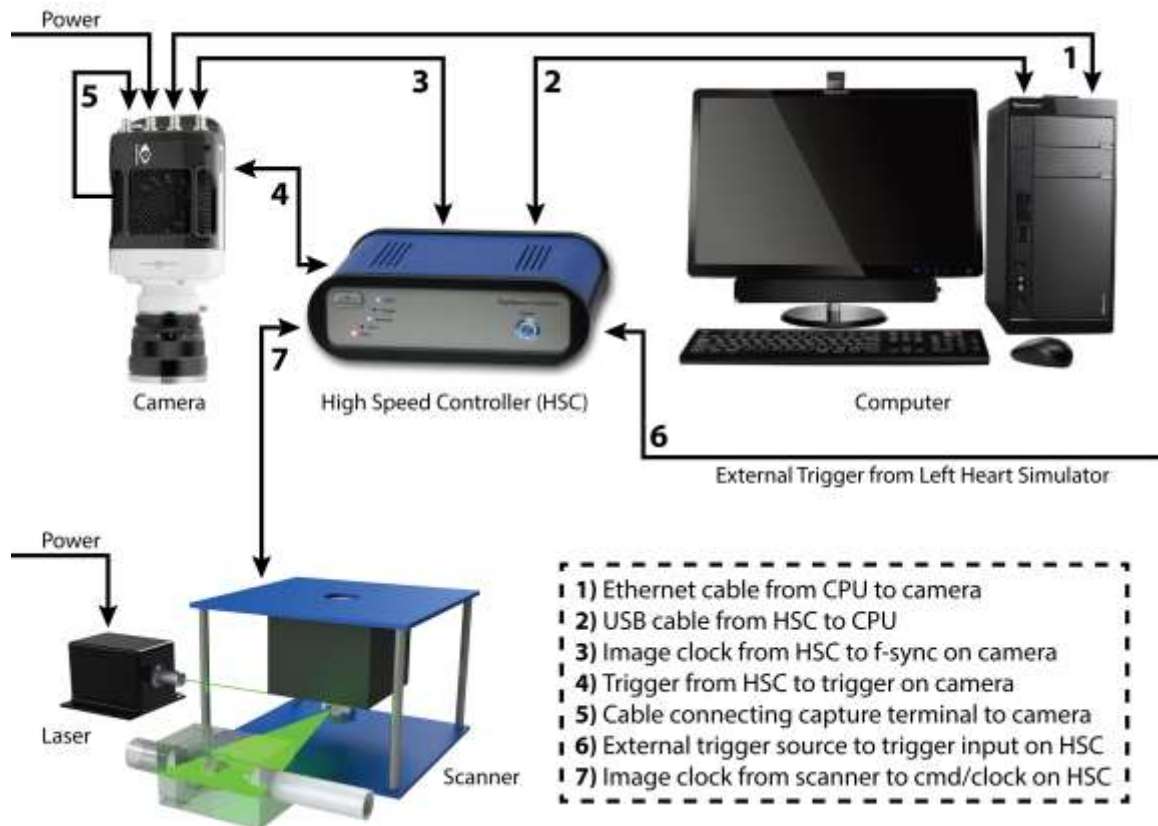 Power
1
5
3
2
4
7
Camera
High Speed Controller (HSC)
Computer
6
External Trigger from Left Heart Simulator
Power
Laser
Scanner
1) Ethernet cable from CPU to camera
2) USB cable from HSC to CPU
3) Image clock from HSC to f-sync on camera
4) Trigger from HSC to trigger on camera
5) Cable connecting capture terminal to camera
6) External trigger source to trigger input on HSC
7) Image clock from scanner to cmd/clock on HSC